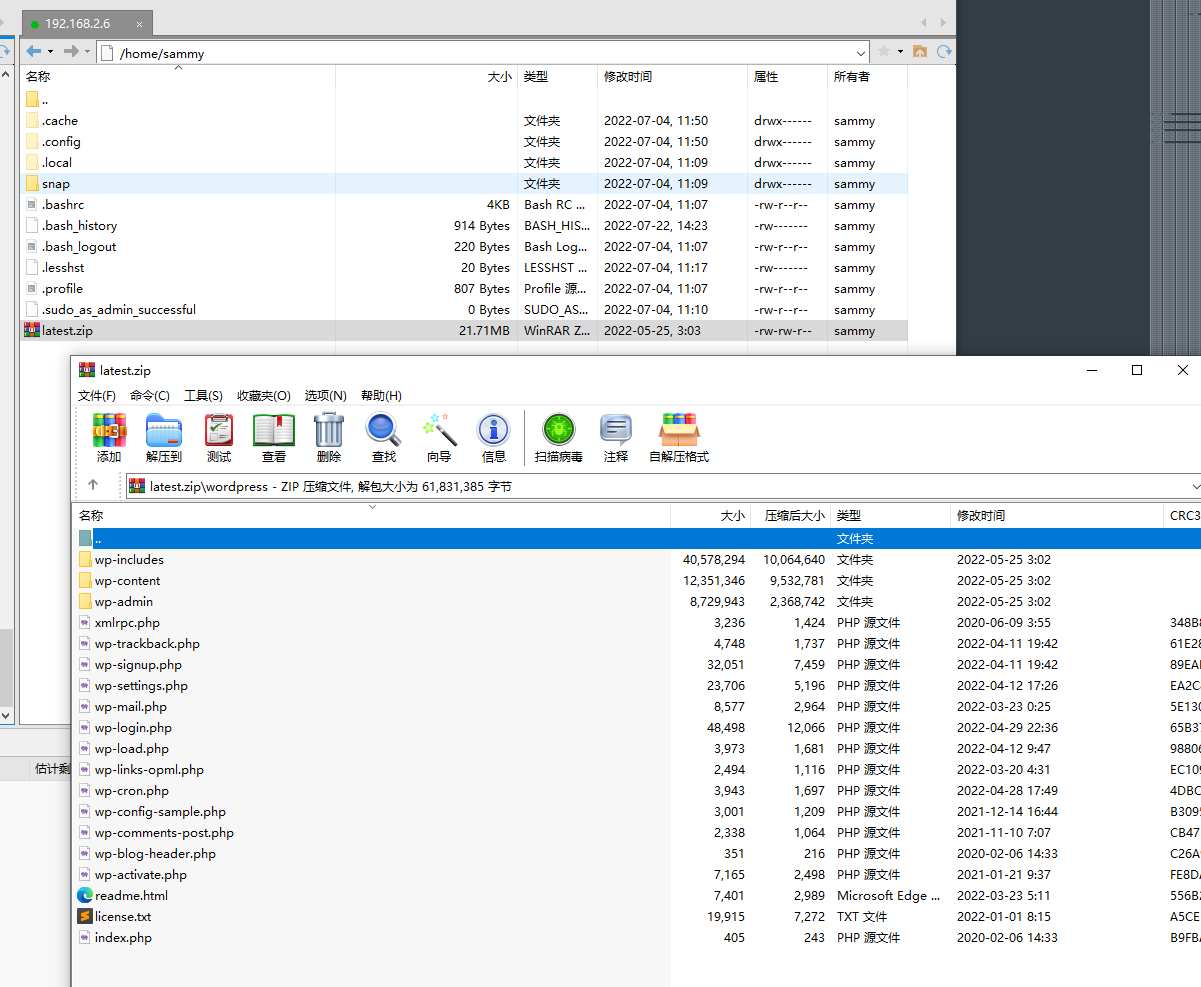 192.168.2.6 ×
/home/sammy
名称 大小 类型 修改时间 属性 所有者
..
.cache 文件夹 2022-07-04, 11:50 drwx------ sammy
.config 文件夹 2022-07-04, 11:50 drwx------ sammy
.local 文件夹 2022-07-04, 11:09 drwx------ sammy
snap 文件夹 2022-07-04, 11:09 drwx------ sammy
.bashrc 4KB Bash RC ... 2022-07-04, 11:07 -rw-r--r-- sammy
.bash_history 914 Bytes BASH_HIS... 2022-07-22, 14:23 -rw------- sammy
.bash_logout 220 Bytes Bash Log... 2022-07-04, 11:07 -rw-r--r-- sammy
.lesshst 20 Bytes LESSHST ... 2022-07-04, 11:17 -rw------- sammy
.profile 807 Bytes Profile 源... 2022-07-04, 11:07 -rw-r--r-- sammy
.sudo_as_admin_successful 0 Bytes SUDO_AS... 2022-07-04, 11:10 -rw-r--r-- sammy
latest.zip 21.71MB WinRAR Z... 2022-05-25, 3:03 -rw-rw-r-- sammy
latest.zip
文件(F) 命令(C) 工具(S) 收藏夹(O) 选项(N) 帮助(H)
添加 解压到 测试 查看 删除 查找 向导 信息 扫描病毒 注释 自解压格式
latest.zip\wordpress - ZIP 压缩文件, 解包大小为 61,831,385 字节
名称 大小 压缩后大小 类型 修改时间 CRC3
.. 文件夹
wp-includes 40,578,294 10,064,640 文件夹 2022-05-25 3:02
wp-content 12,351,346 9,532,781 文件夹 2022-05-25 3:02
wp-admin 8,729,943 2,368,742 文件夹 2022-05-25 3:02
xmlrpc.php 3,236 1,424 PHP 源文件 2020-06-09 3:55 348B8
wp-trackback.php 4,748 1,737 PHP 源文件 2022-04-11 19:42 61E28
wp-signup.php 32,051 7,459 PHP 源文件 2022-04-11 19:42 89EA
wp-settings.php 23,706 5,196 PHP 源文件 2022-04-12 17:26 EA2C
wp-mail.php 8,577 2,964 PHP 源文件 2022-03-23 0:25 5E130
wp-login.php 48,498 12,066 PHP 源文件 2022-04-29 22:36 65B37
wp-load.php 3,973 1,681 PHP 源文件 2022-04-12 9:47 98806
wp-links-opml.php 2,494 1,116 PHP 源文件 2022-03-20 4:31 EC109
wp-cron.php 3,943 1,697 PHP 源文件 2022-04-28 17:49 4DBC
估计剩
wp-config-sample.php 3,001 1,209 PHP 源文件 2021-12-14 16:44 B3095
wp-comments-post.php 2,338 1,064 PHP 源文件 2021-11-10 7:07 CB47
wp-blog-header.php 351 216 PHP 源文件 2020-02-06 14:33 C26A
wp-activate.php 7,165 2,498 PHP 源文件 2021-01-21 9:37 FE8D
readme.html 7,401 2,989 Microsoft Edge ... 2022-03-23 5:11 556B
license.txt 19,915 7,272 TXT 文件 2022-01-01 8:15 A5CE
index.php 405 243 PHP 源文件 2020-02-06 14:33 B9FB